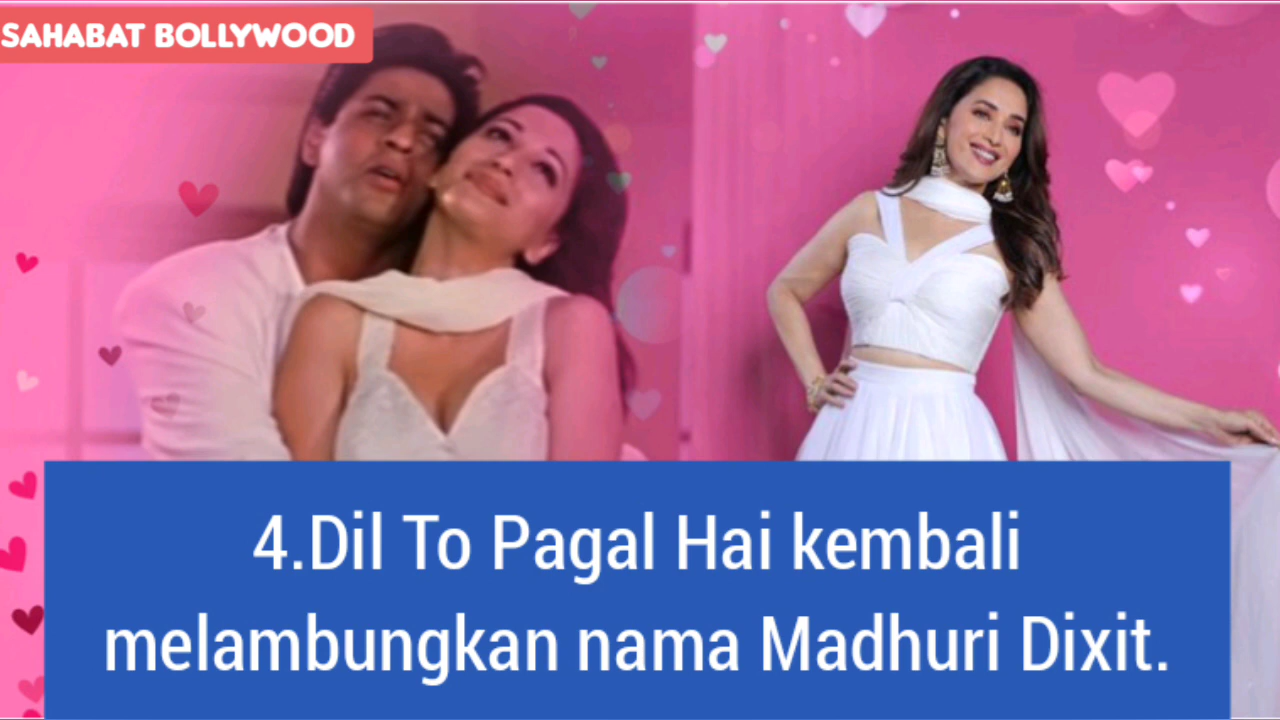 SAHABAT BOLLYWOOD
4.Dil To Pagal Hai kembali
melambungkan nama Madhuri Dixit.